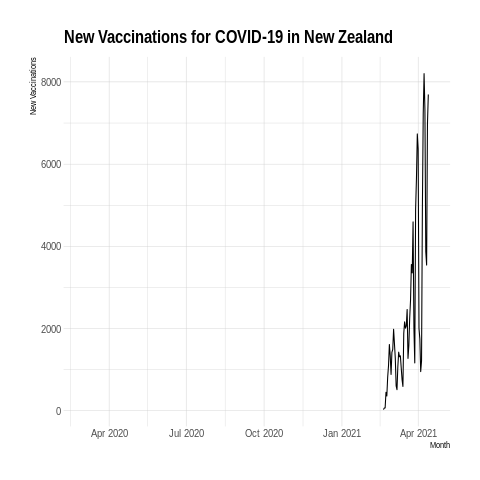 New Vaccinations for COVID-19 in New Zealand
New Vaccinations
8000
6000
4000
2000
0
Apr 2020 Jul 2020 Oct 2020 Jan 2021 Apr 2021
Month